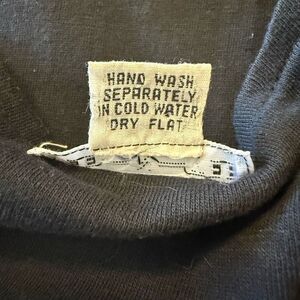 HAND WASH
SEPARATELY
IN COLD WATER
DRY FLAT